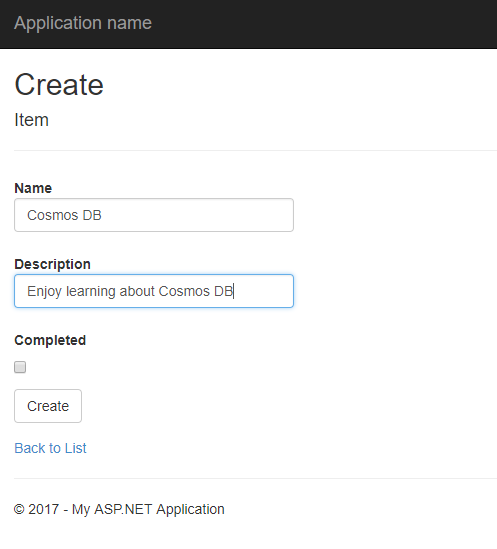 Application name
Create
Item
Name
Cosmos DB
Description
Enjoy learning about Cosmos DB
Completed
Create
Back to List
© 2017 - My ASP.NET Application